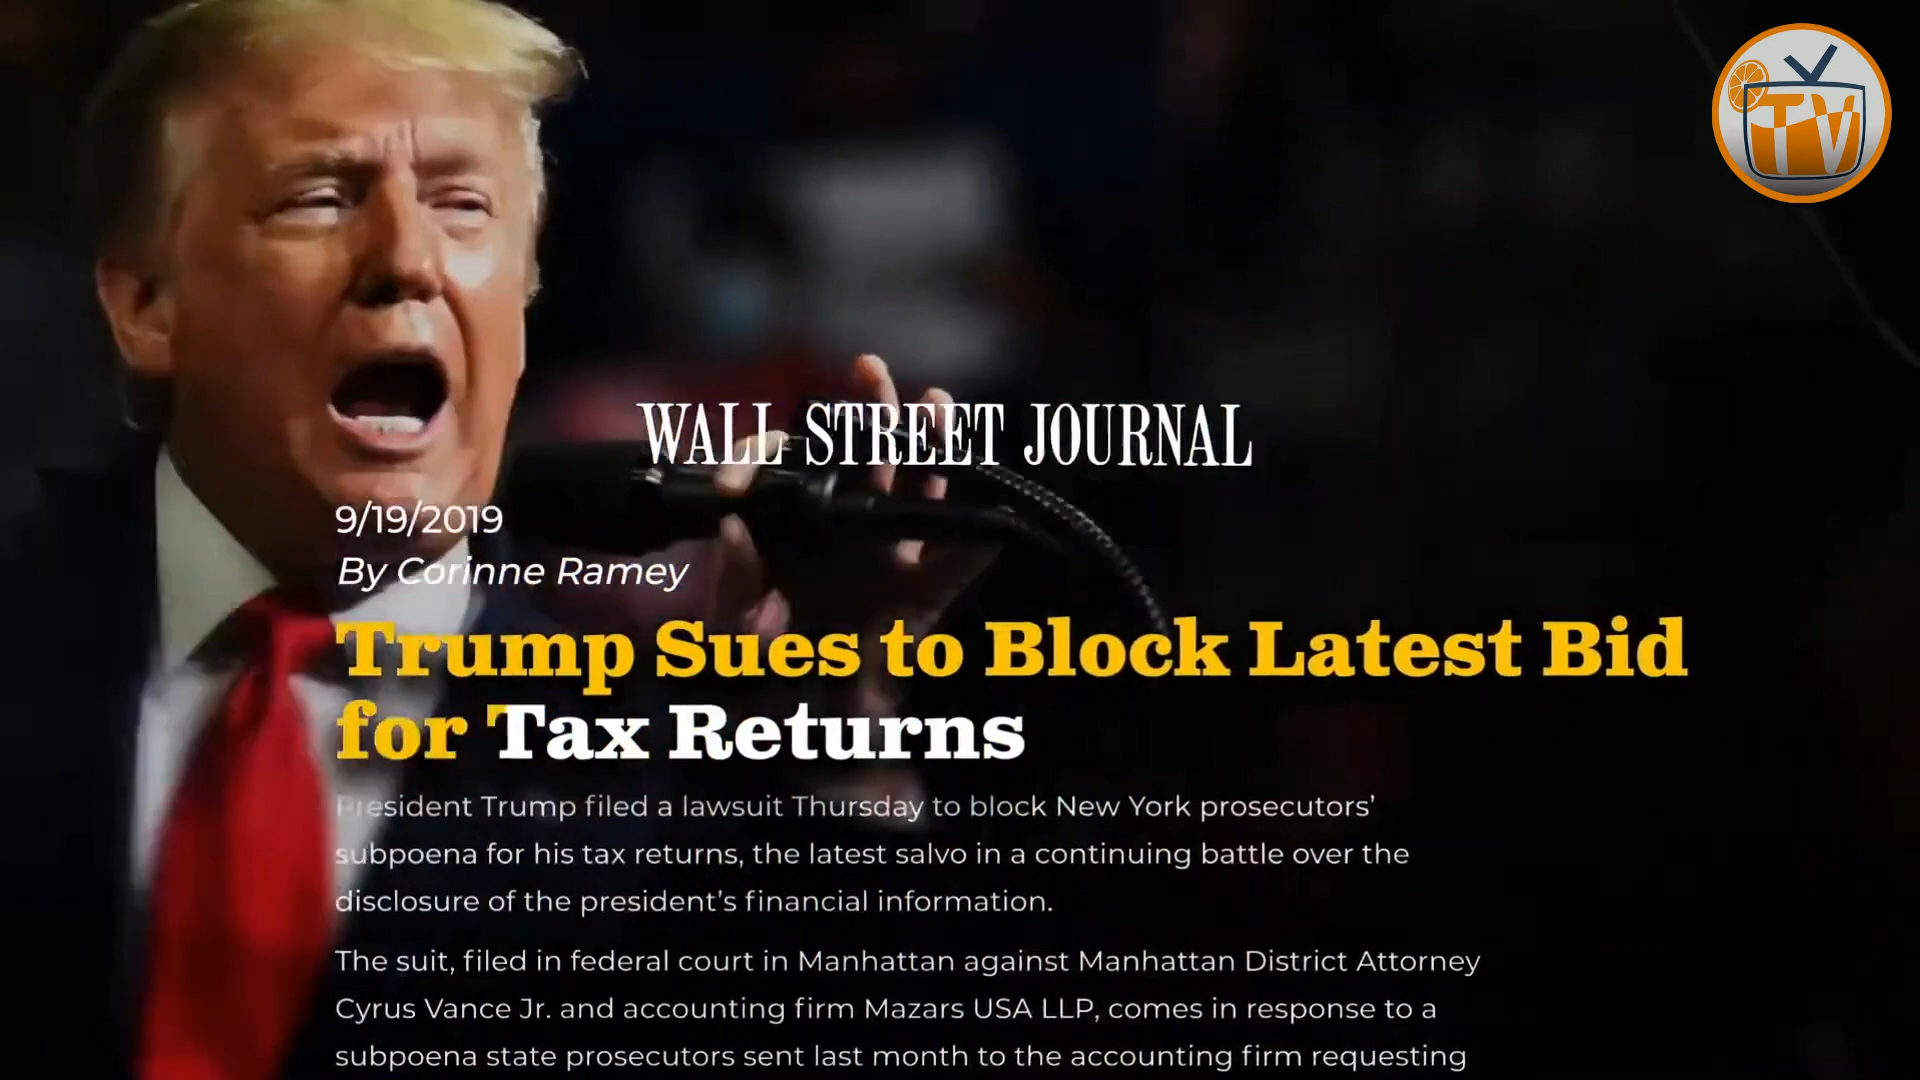 TV
WALL STREET JOURNAL
9/19/2019
By Corinne Ramey
Trump Sues to Block Latest Bid
for Tax Returns
President Trump filed a lawsuit Thursday to block New York prosecutors’
subpoena for his tax returns, the latest salvo in a continuing battle over the
disclosure of the president’s financial information.
The suit, filed in federal court in Manhattan against Manhattan District Attorney
Cyrus Vance Jr. and accounting firm Mazars USA LLP, comes in response to a
subpoena state prosecutors sent last month to the accounting firm requesting